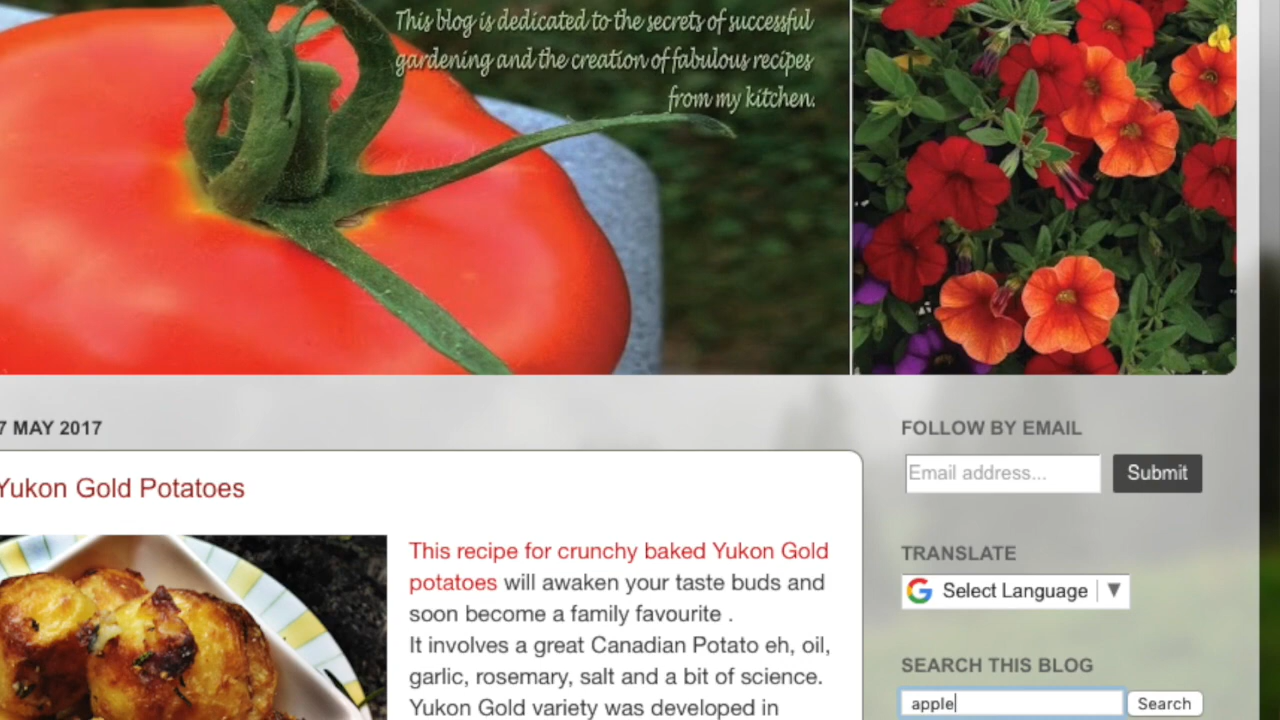 This blog is dedicated to the secrets of successful
gardening and the creation of fabulous recipes
from my kitchen.
7 MAY 2017
Yukon Gold Potatoes
This recipe for crunchy baked Yukon Gold
potatoes will awaken your taste buds and
soon become a family favourite .
It involves a great Canadian Potato eh, oil,
garlic, rosemary, salt and a bit of science.
Yukon Gold variety was developed in
FOLLOW BY EMAIL
Email address...
Submit
TRANSLATE
Select Language ▼
SEARCH THIS BLOG
apple
Search